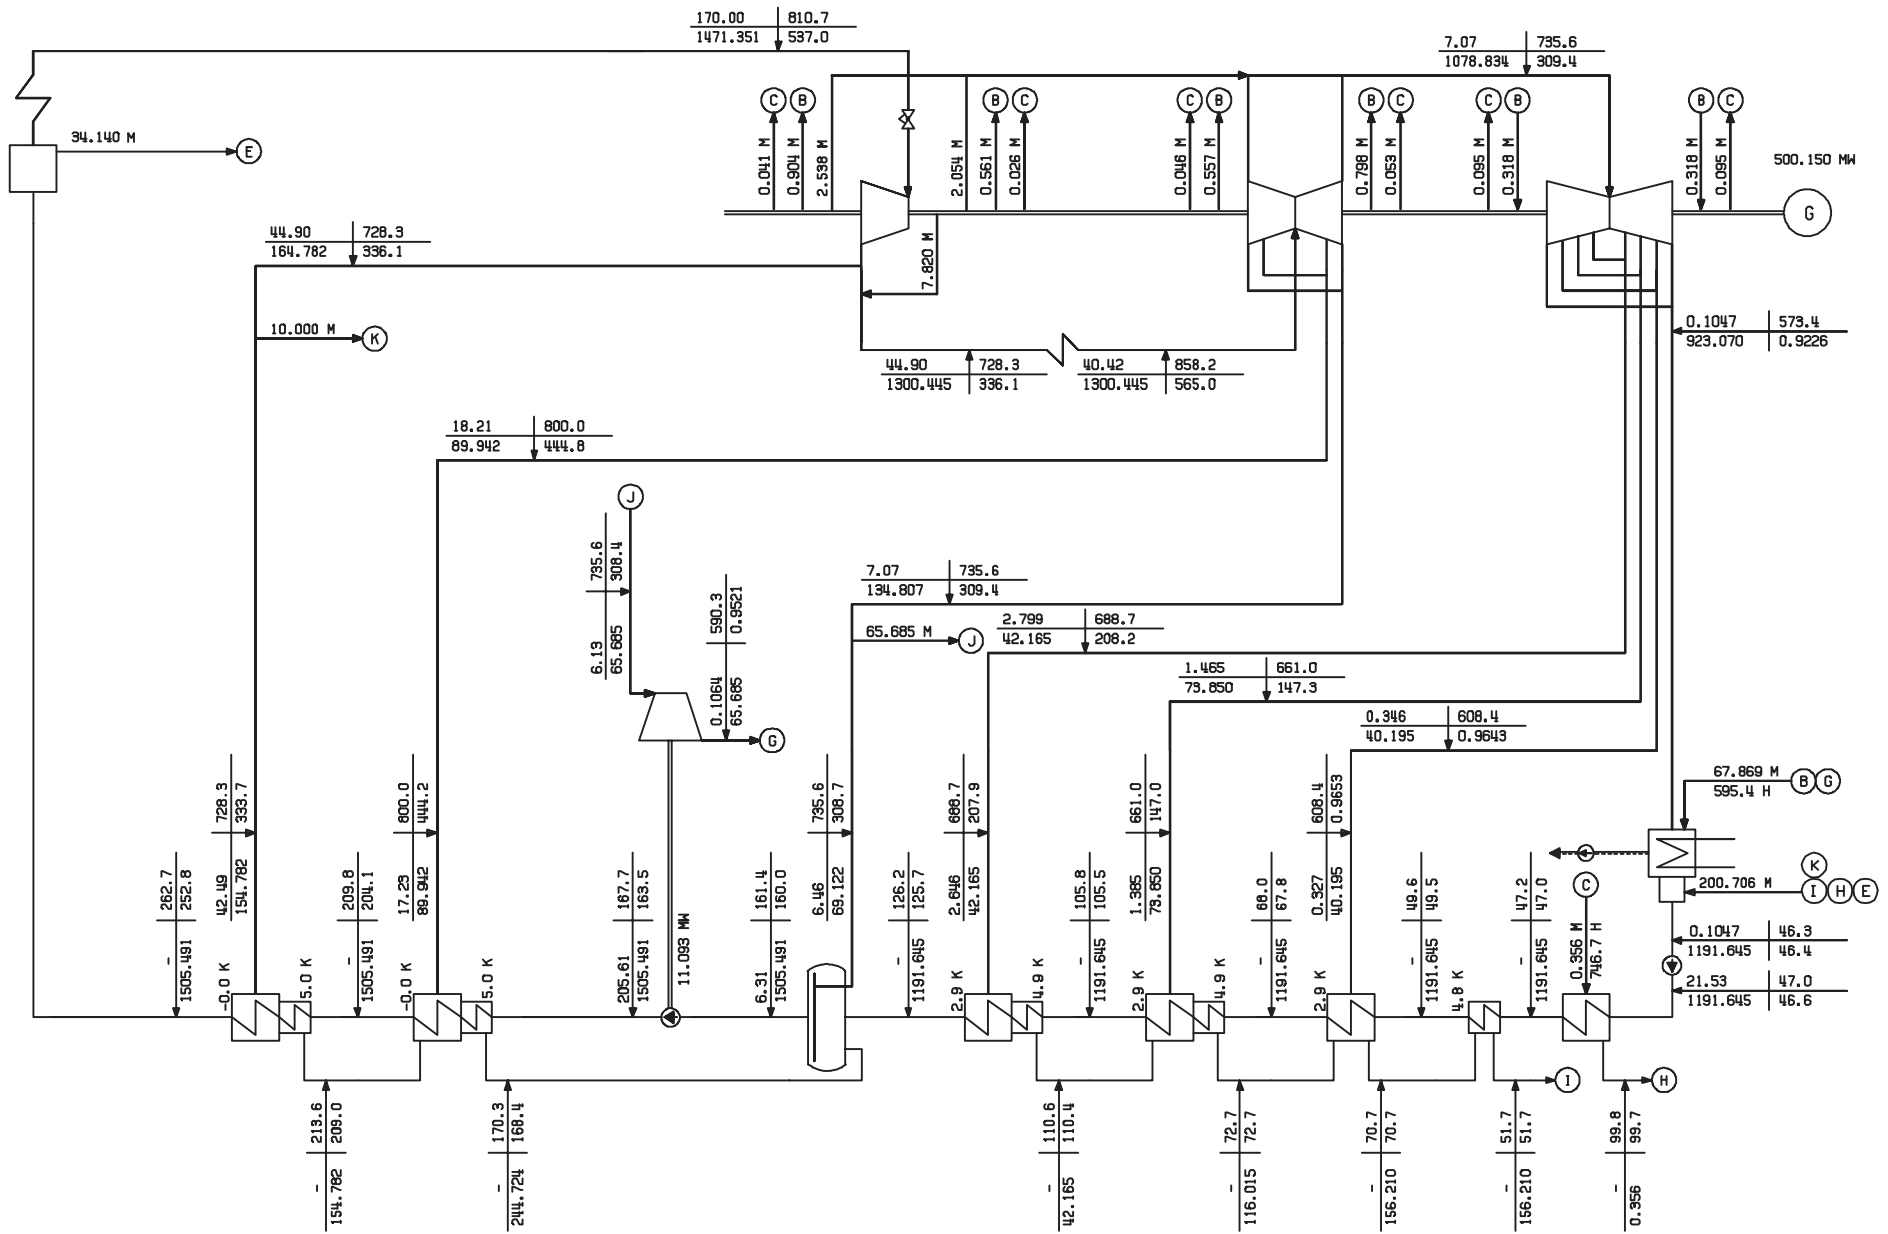 170.00 810.7
1471.351 537.0
7.07 735.6
1078.834 309.4
C B
B C
C B
B C
C B
B C
34.140 M
E
0.041 M
0.904 M
2.538 M
2.054 M
0.561 M
0.026 M
0.046 M
0.557 M
0.798 M
0.053 M
0.095 M
0.318 M
0.318 M
0.095 M
500.150 MW
G
44.90 728.3
164.782 336.1
7.820 M
10.000 M
K
44.90 728.3
1300.445 336.1
40.42 858.2
1300.445 565.0
0.1047 573.4
923.070 0.9226
18.21 800.0
89.942 444.8
J
6.13 735.6
65.685 308.4
0.1064 590.3
65.685 0.9521
G
7.07 735.6
134.807 309.4
65.685 M
J
2.799 688.7
42.165 208.2
1.465 661.0
73.850 147.3
0.346 608.4
40.195 0.9643
67.869 M
595.4 H
B G
42.49 728.3
154.782 333.7
17.23 800.0
89.942 444.2
6.46 735.6
69.122 308.7
2.646 688.7
42.165 207.9
1.385 661.0
73.850 147.0
0.327 608.4
40.195 0.9653
- 262.7
1505.491 252.8
- 209.8
1505.491 204.1
205.61 167.7
1505.491 163.5
11.093 MW
6.31 161.4
1505.491 160.0
- 126.2
1191.645 125.7
- 105.8
1191.645 105.5
- 68.0
1191.645 67.8
- 49.6
1191.645 49.5
- 47.2
1191.645 47.0
C
0.356 M
746.7 H
K
200.706 M
I H E
0.1047 46.3
1191.645 46.4
21.53 47.0
1191.645 46.6
-0.0 K
5.0 K
-0.0 K
5.0 K
2.9 K
4.9 K
2.9 K
4.9 K
2.9 K
4.8 K
I
H
- 213.6
154.782 209.0
- 170.3
244.724 168.4
- 110.6
42.165 110.4
- 72.7
116.015 72.7
- 70.7
156.210 70.7
- 51.7
156.210 51.7
- 99.8
0.356 99.7